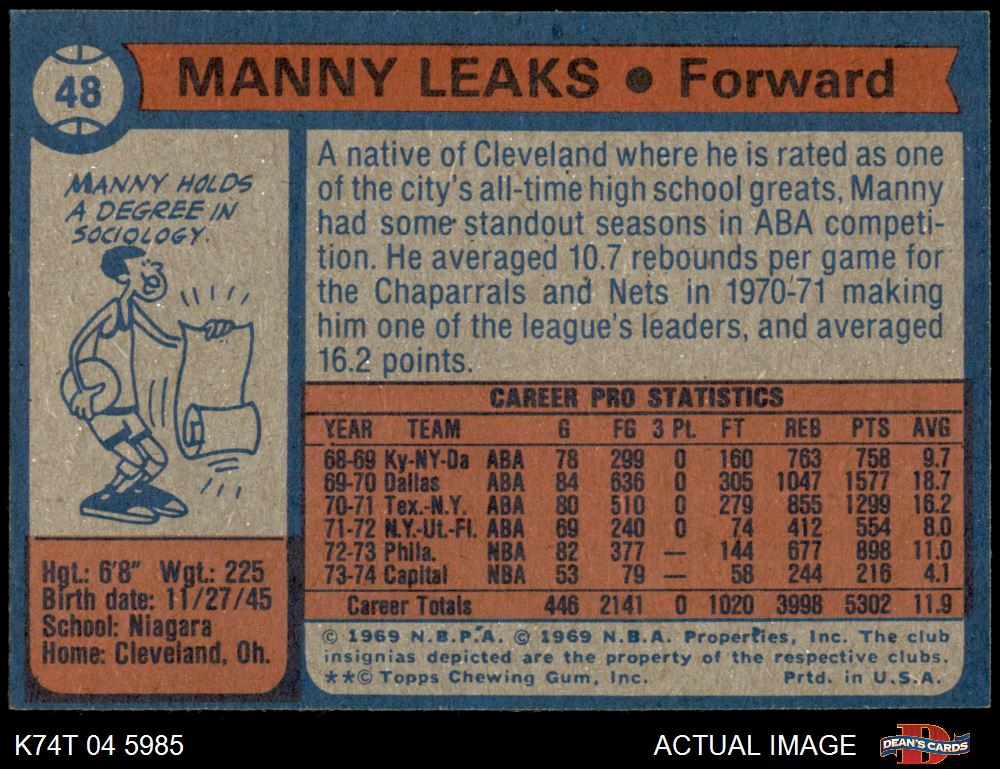 48
MANNY LEAKS ● Forward
MANNY HOLDS
A DEGREE IN
SOCIOLOGY.
A native of Cleveland where he is rated as one
of the city's all-time high school greats, Manny
had some standout seasons in ABA competi-
tion. He averaged 10.7 rebounds per game for
the Chaparrals and Nets in 1970-71 making
him one of the league's leaders, and averaged
16.2 points.
Hgt.: 6'8" Wgt.: 225
Birth date: 11/27/45
School: Niagara
Home: Cleveland, Oh.
CAREER PRO STATISTICS
YEAR TEAM G FG 3 Pt. FT REB PTS AVG
68-69 Ky-NY-Da ABA 78 299 0 160 763 758 9.7
69-70 Dallas ABA 84 636 0 305 1047 1577 18.7
70-71 Tex.-N.Y. ABA 80 510 0 279 855 1299 16.2
71-72 N.Y.-Ut.-Fl. ABA 69 240 0 74 412 554 8.0
72-73 Phila. NBA 82 377 — 144 677 898 11.0
73-74 Capital NBA 53 79 — 58 244 216 4.1
Career Totals 446 2141 0 1020 3998 5302 11.9
© 1969 N.B.P.A. © 1969 N.B.A. Properties, Inc. The club
insignias depicted are the property of the respective clubs.
**© Topps Chewing Gum, Inc. Prtd. in U.S.A.
K74T 04 5985 ACTUAL IMAGE DEAN'S CARDS